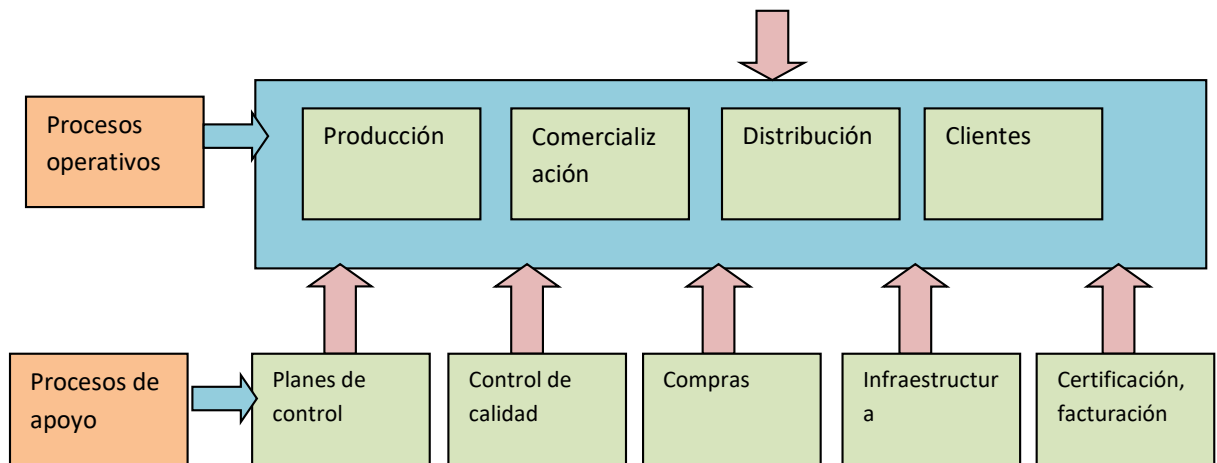 Procesos
operativos
Producción
Comercializ
ación
Distribución
Clientes
Procesos de
apoyo
Planes de
control
Control de
calidad
Compras
Infraestructur
a
Certificación,
facturación